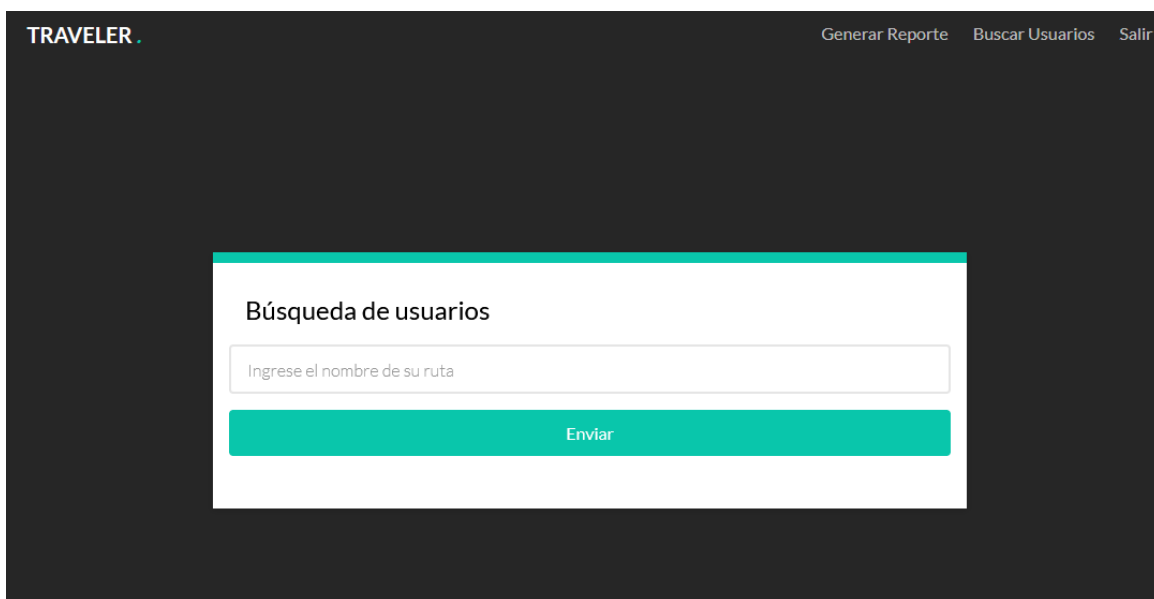 TRAVELER . Generar Reporte Buscar Usuarios Salir
Búsqueda de usuarios
Ingrese el nombre de su ruta
Enviar